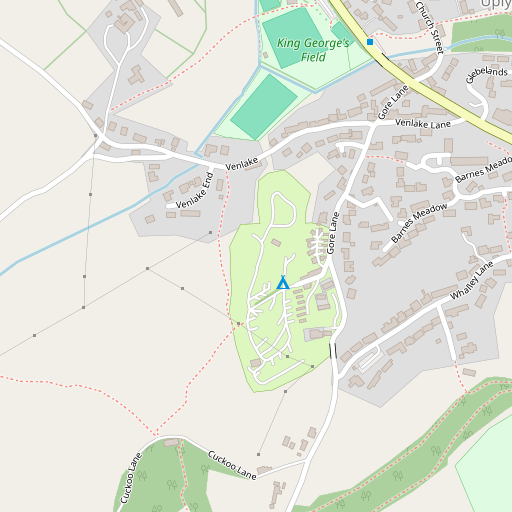 Uply
Church Street
King George's
Field
Glebelands
Gore Lane
Venlake Lane
Venlake
Barnes Meadow
Venlake End
Barnes Meadow
Gore Lane
Whalley Lane
Cuckoo Lane
Cuckoo Lane